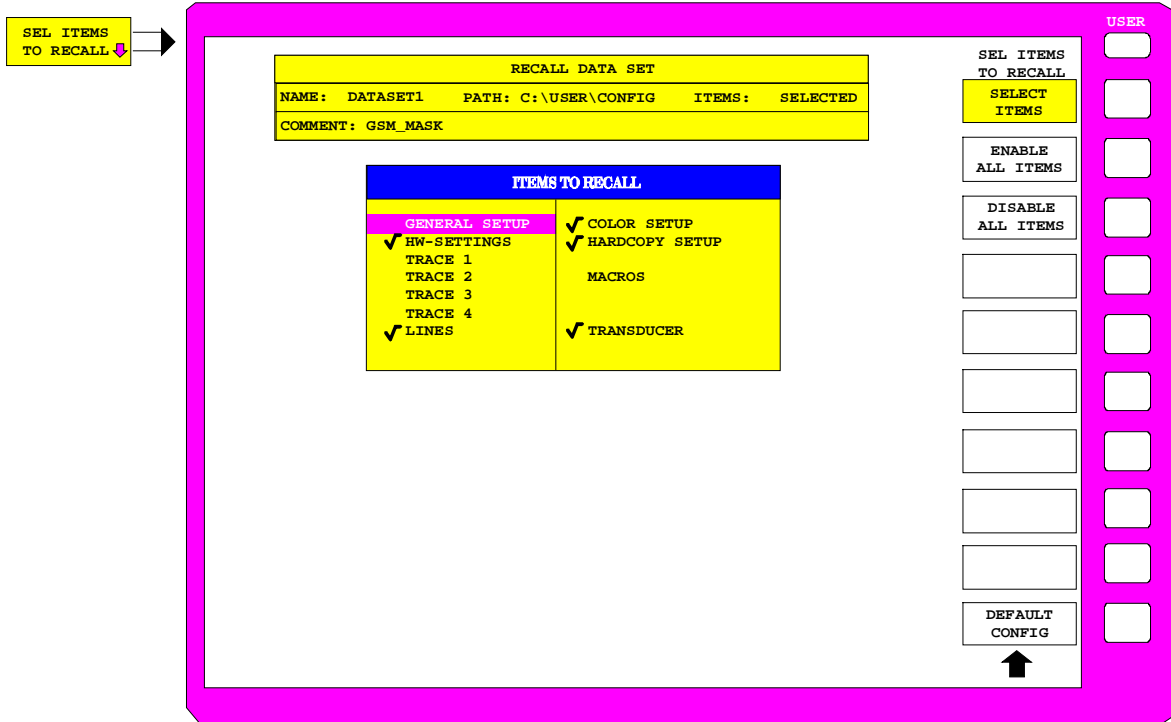 SEL ITEMS
TO RECALL
USER
RECALL DATA SET
NAME: DATASET1 PATH: C:\USER\CONFIG ITEMS: SELECTED
COMMENT: GSM_MASK
ITEMS TO RECALL
GENERAL SETUP
HW-SETTINGS
TRACE 1
TRACE 2
TRACE 3
TRACE 4
LINES
COLOR SETUP
HARDCOPY SETUP
MACROS
TRANSDUCER
SEL ITEMS
TO RECALL
SELECT
ITEMS
ENABLE
ALL ITEMS
DISABLE
ALL ITEMS
DEFAULT
CONFIG